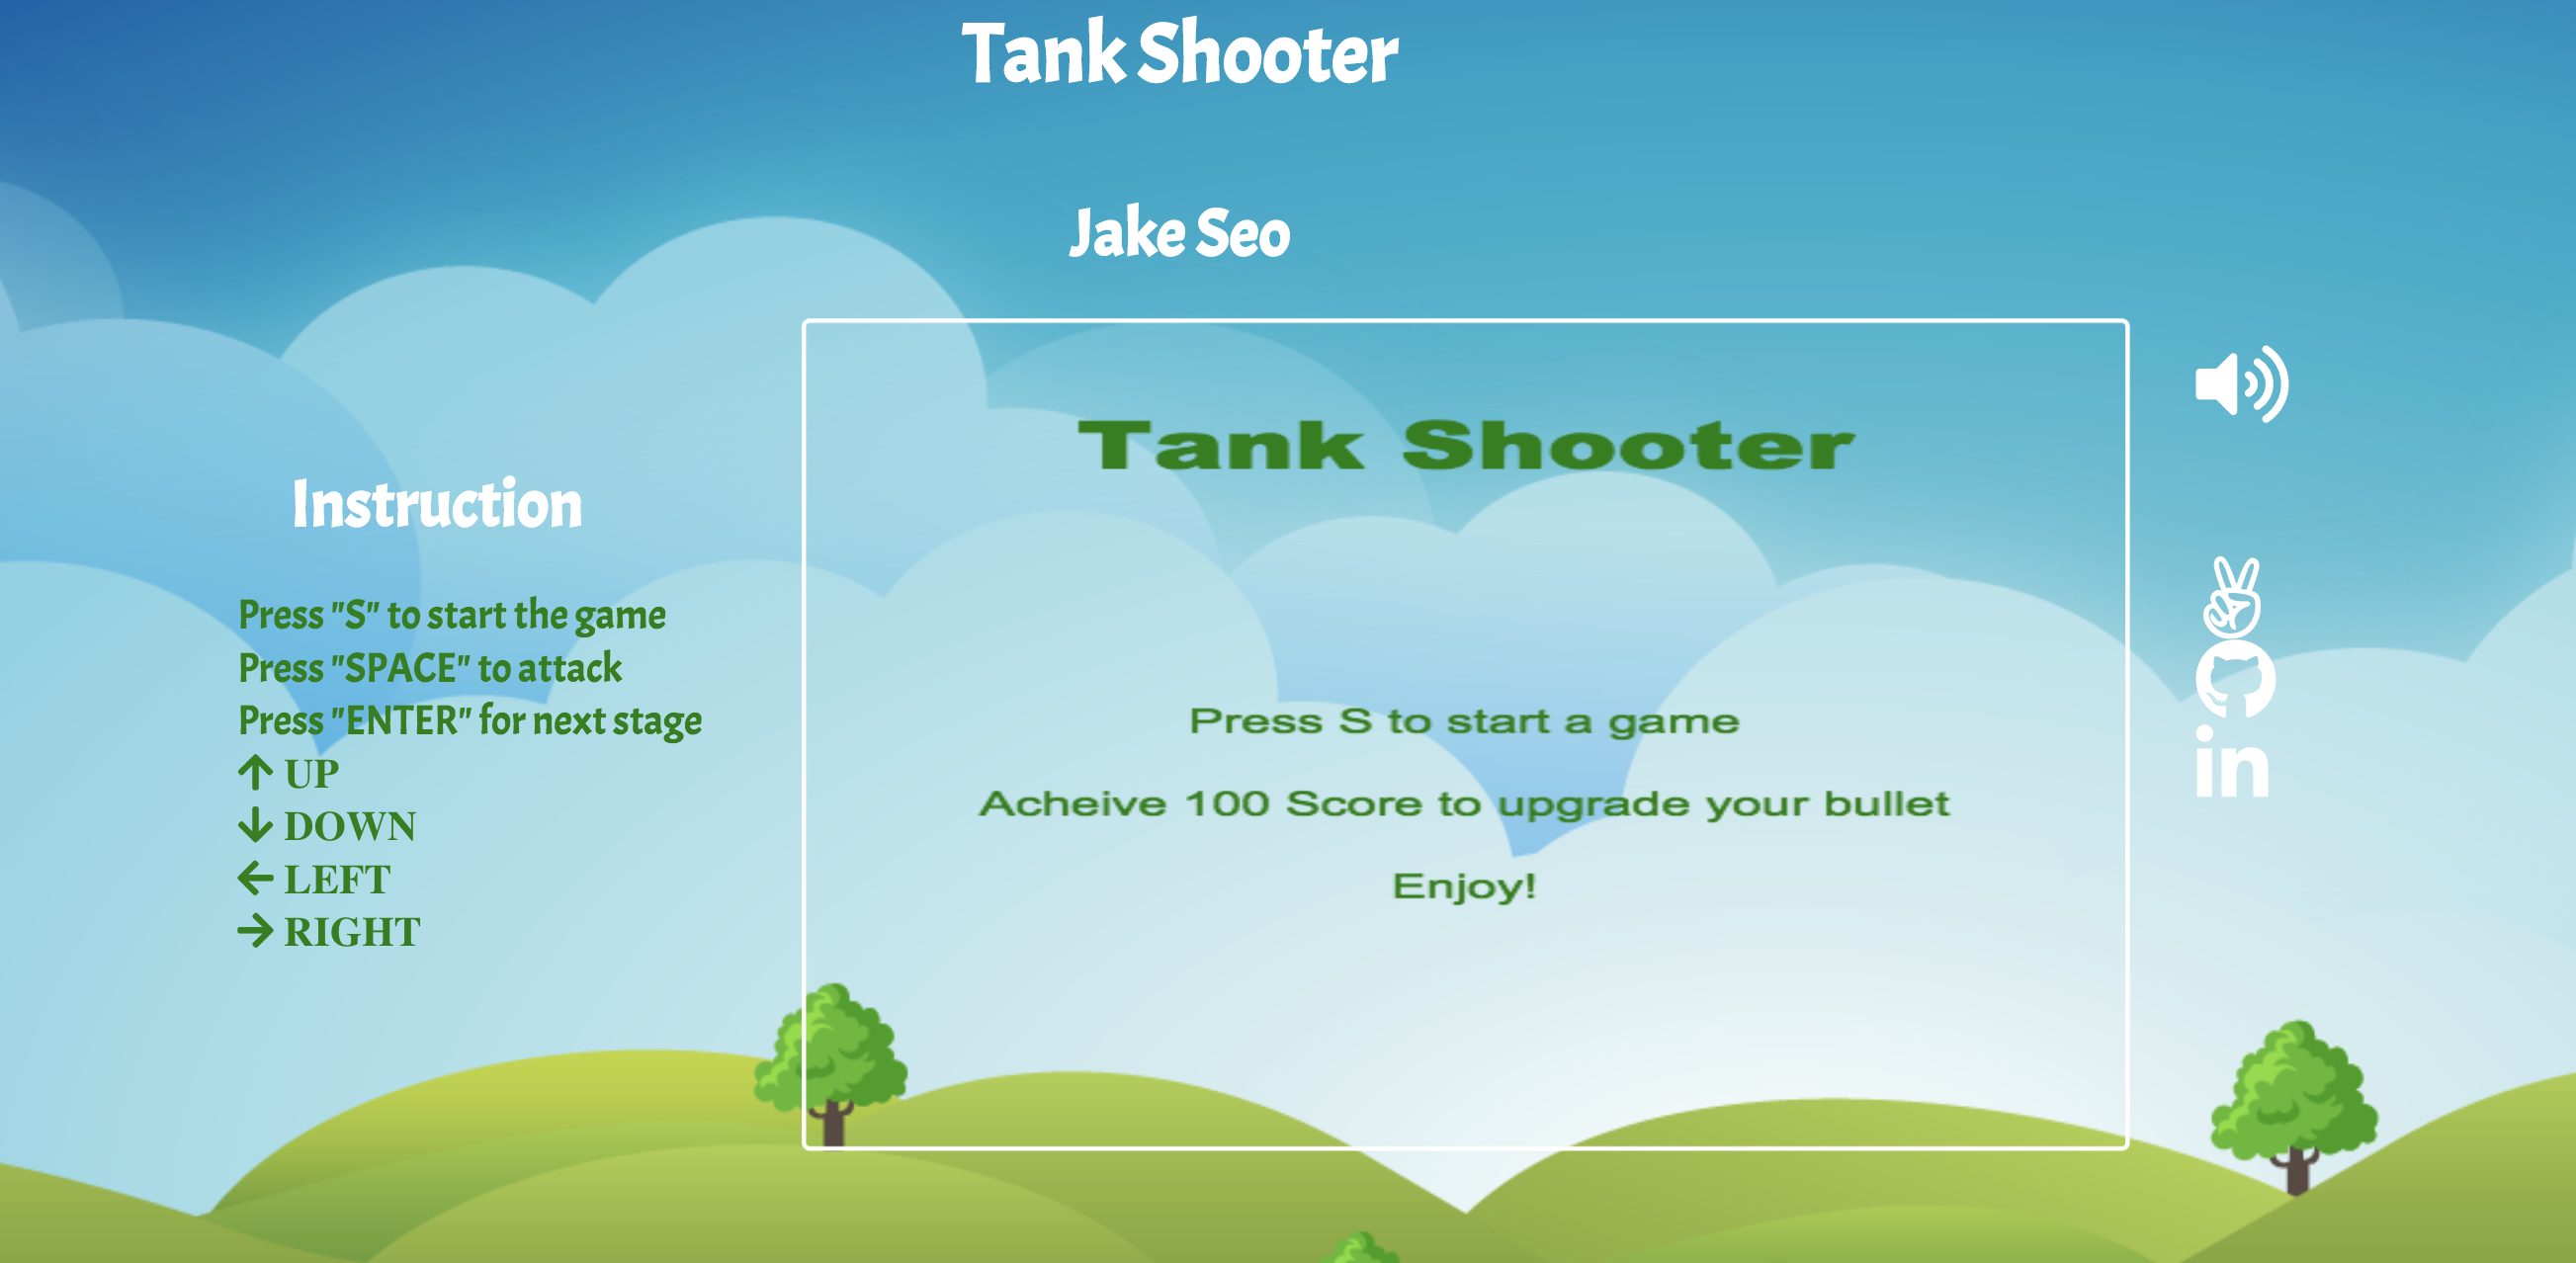 Tank Shooter
Jake Seo
Instruction
Press "S" to start the game
Press "SPACE" to attack
Press "ENTER" for next stage
↑ UP
↓ DOWN
← LEFT
→ RIGHT
Tank Shooter
Press S to start a game
Acheive 100 Score to upgrade your bullet
Enjoy!
in